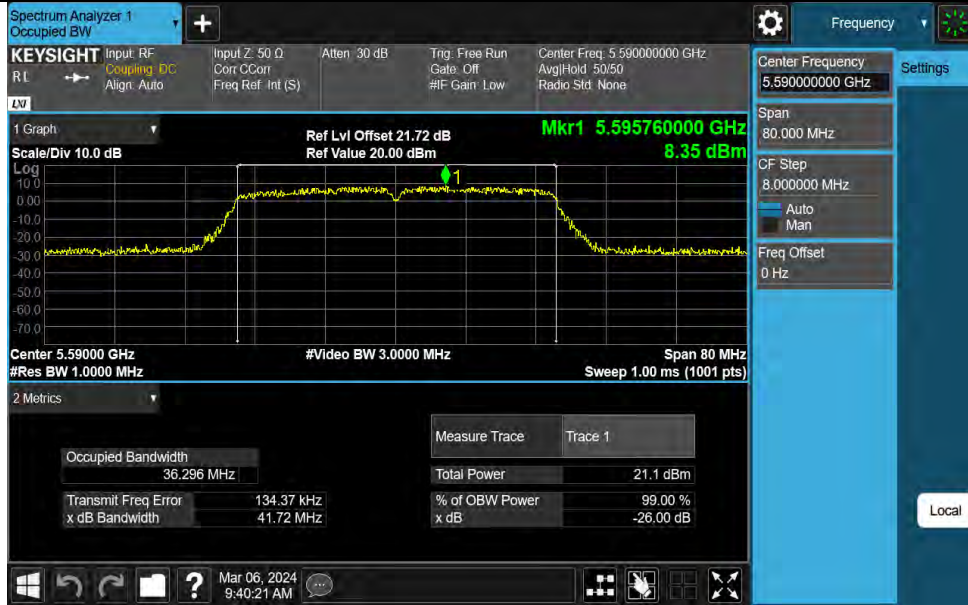 Spectrum Analyzer 1
Occupied BW
+
Frequency
KEYSIGHT
RL
LXI
Input: RF
Coupling: DC
Align: Auto
Input Z: 50 Ω
Corr CCorr
Freq Ref: Int (S)
Atten: 30 dB
Trig: Free Run
Gate: Off
#IF Gain: Low
Center Freq: 5.590000000 GHz
Avg|Hold: 50/50
Radio Std: None
Center Frequency
5.590000000 GHz
Settings
Span
80.000 MHz
CF Step
8.000000 MHz
Auto
Man
Freq Offset
0 Hz
Local
1 Graph
Scale/Div 10.0 dB
Ref Lvl Offset 21.72 dB
Ref Value 20.00 dBm
Mkr1 5.595760000 GHz
8.35 dBm
Log
10.0
0.00
-10.0
-20.0
-30.0
-40.0
-50.0
-60.0
-70.0
1
Center 5.59000 GHz
#Res BW 1.0000 MHz
#Video BW 3.0000 MHz
Span 80 MHz
Sweep 1.00 ms (1001 pts)
2 Metrics
Occupied Bandwidth
36.296 MHz
Transmit Freq Error 134.37 kHz
x dB Bandwidth 41.72 MHz
Measure Trace Trace 1
Total Power 21.1 dBm
% of OBW Power 99.00 %
x dB -26.00 dB
?
Mar 06, 2024
9:40:21 AM